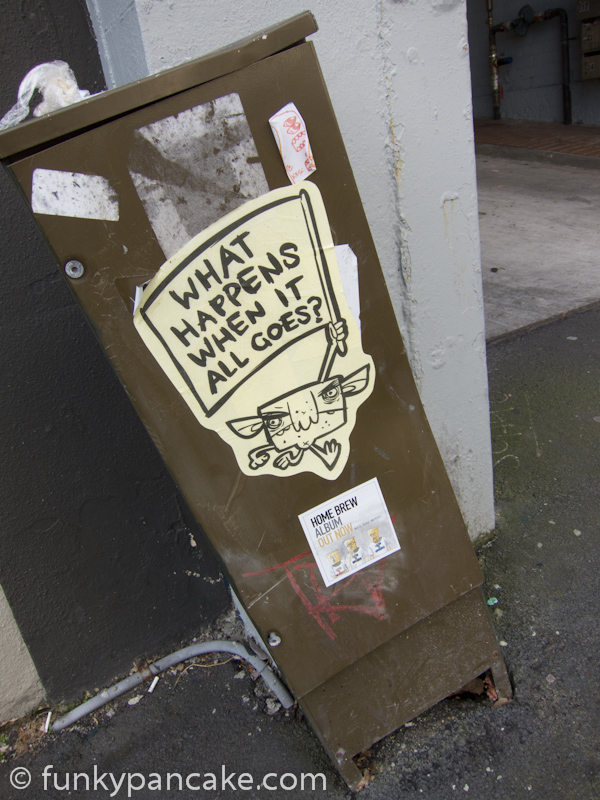 WHAT
HAPPENS
WHEN IT
ALL GOES?
HOME BREW
ALBUM
OUT NOW
© funkypancake.com